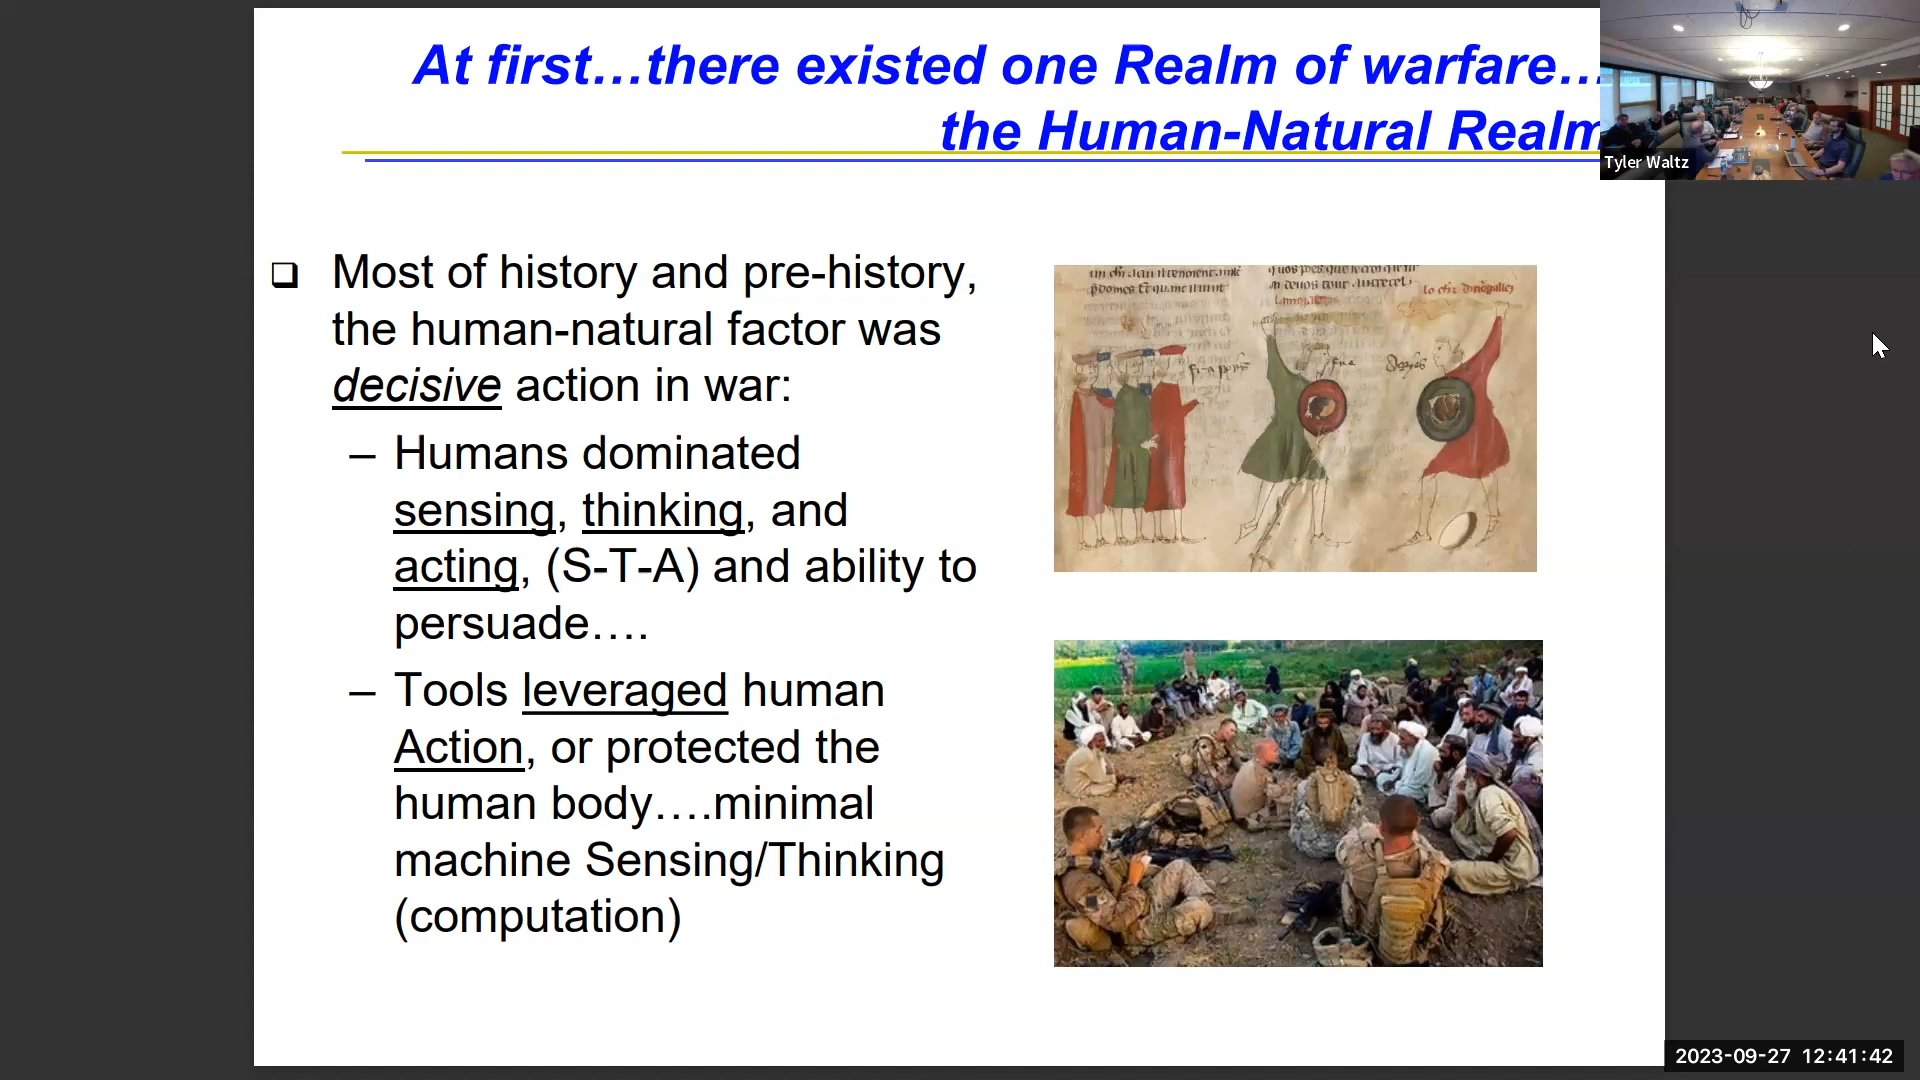 At first…there existed one Realm of warfare…
the Human-Natural Realm
Tyler Waltz
❑ Most of history and pre-history,
the human-natural factor was
decisive action in war:
– Humans dominated
sensing, thinking, and
acting, (S-T-A) and ability to
persuade….
– Tools leveraged human
Action, or protected the
human body….minimal
machine Sensing/Thinking
(computation)
2023-09-27 12:41:42